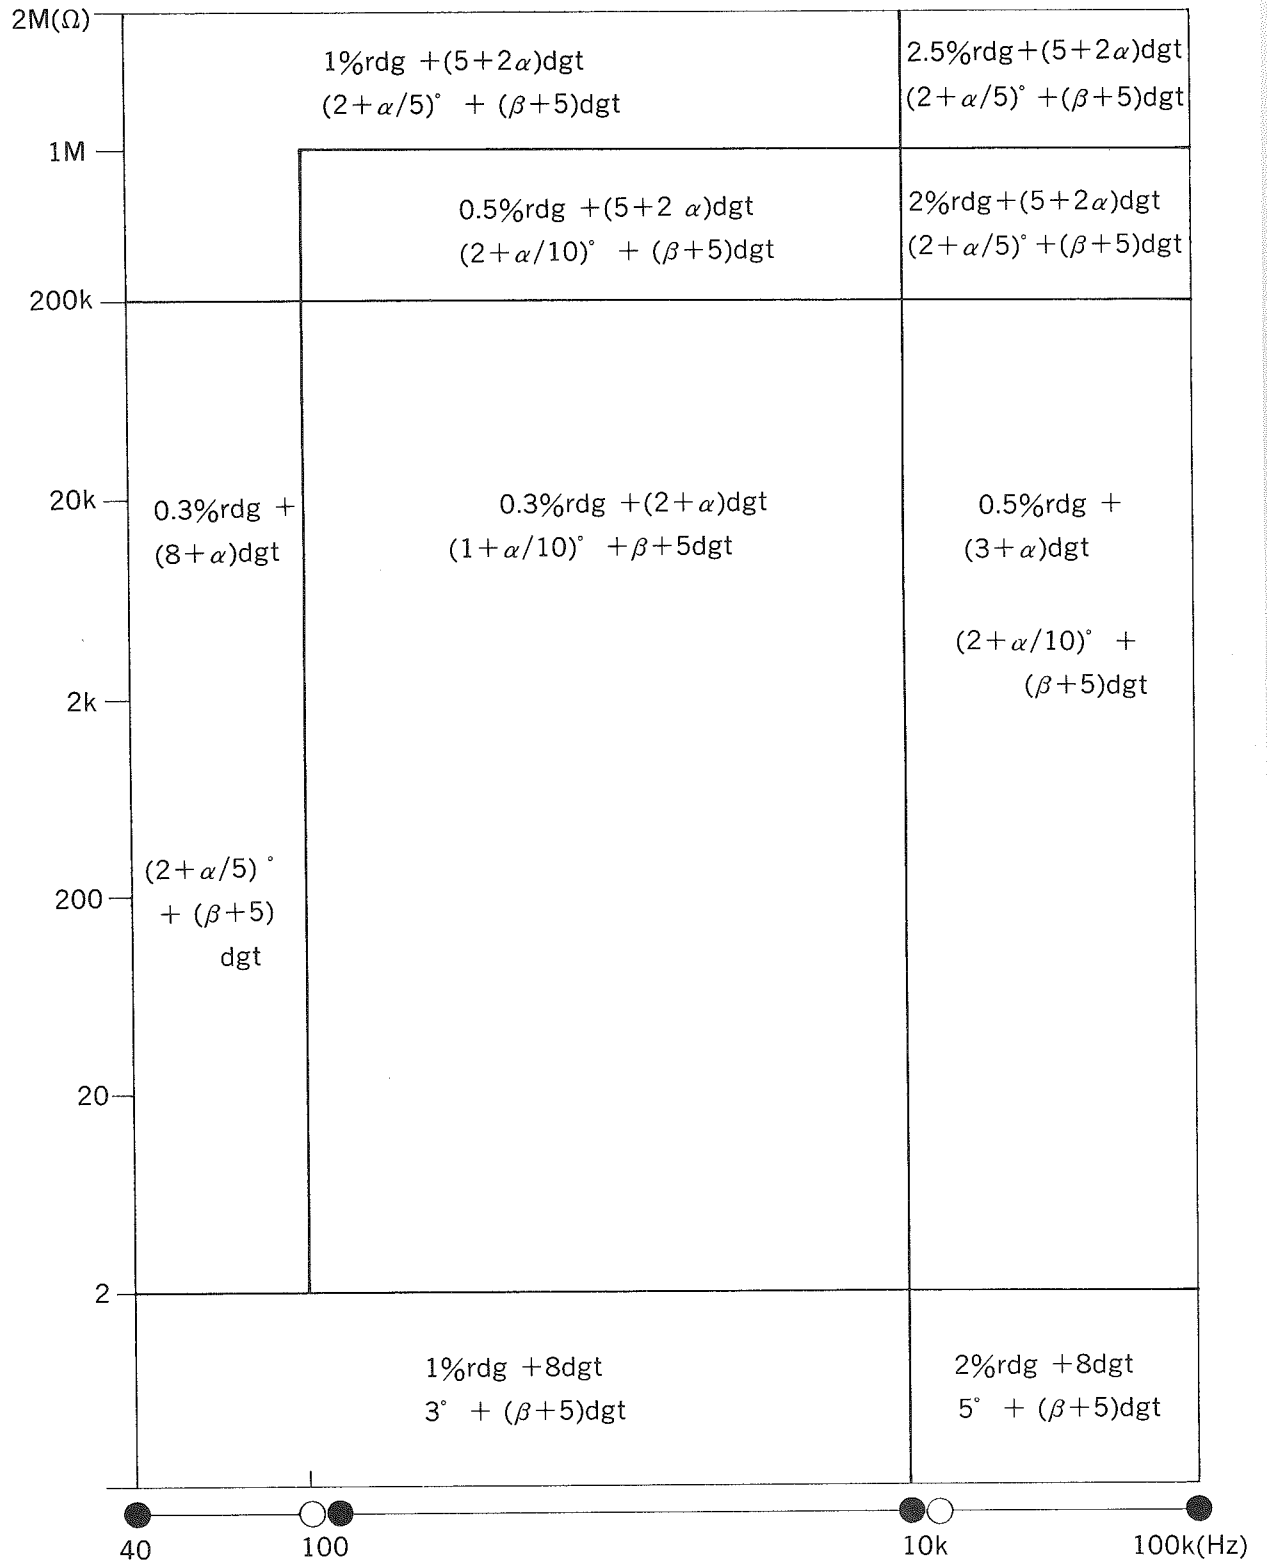 2M(Ω)
1%rdg +(5+2α)dgt
(2+α/5)° + (β+5)dgt
2.5%rdg+(5+2α)dgt
(2+α/5)° +(β+5)dgt
1M
0.5%rdg +(5+2 α)dgt
(2+α/10)° + (β+5)dgt
2%rdg+(5+2α)dgt
(2+α/5)°+(β+5)dgt
200k
20k
0.3%rdg +
(8+α)dgt
0.3%rdg +(2+α)dgt
(1+α/10)° +β+5dgt
0.5%rdg +
(3+α)dgt
(2+α/10)° +
(β+5)dgt
2k
(2+α/5)°
+ (β+5)
dgt
200
20
2
1%rdg +8dgt
3° + (β+5)dgt
2%rdg +8dgt
5° + (β+5)dgt
40
100
10k
100k(Hz)